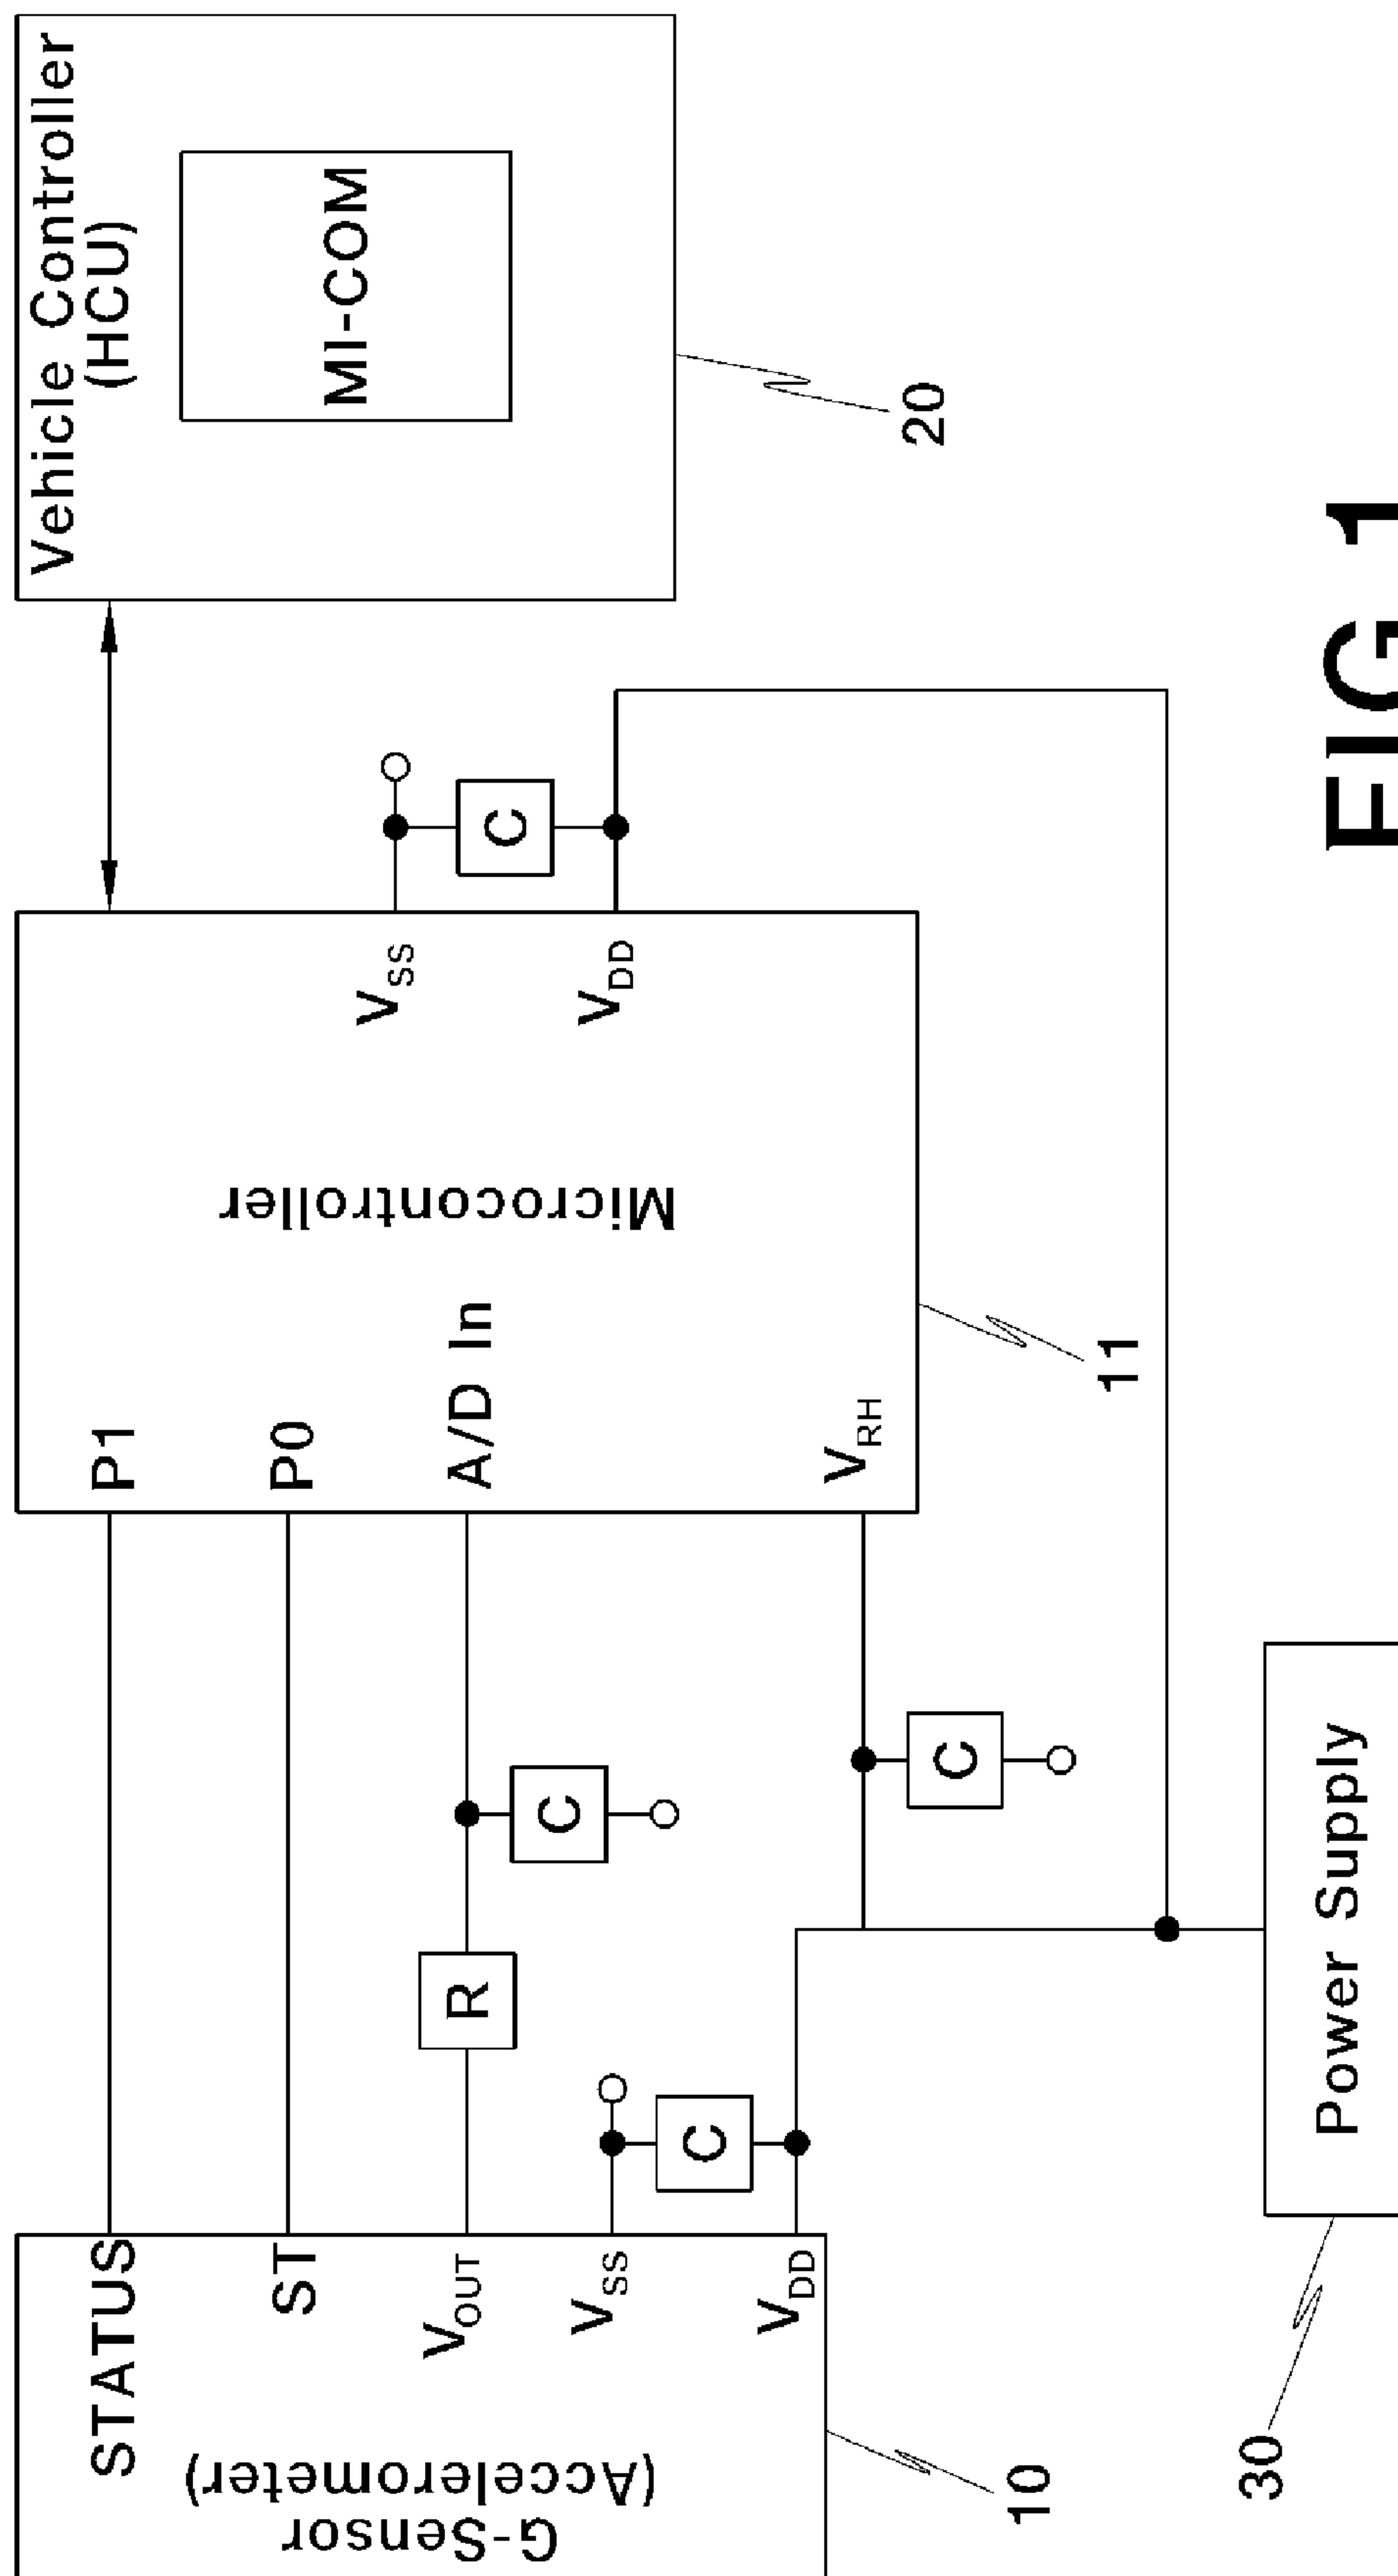 G-Sensor
(Accelerometer)
STATUS
ST
VOUT
VSS
VDD
10
R
C
C
C
P1
P0
A/D In
VRH
Microcontroller
VSS
VDD
11
C
Vehicle Controller
(HCU)
MI-COM
20
Power Supply
30
FIG 1